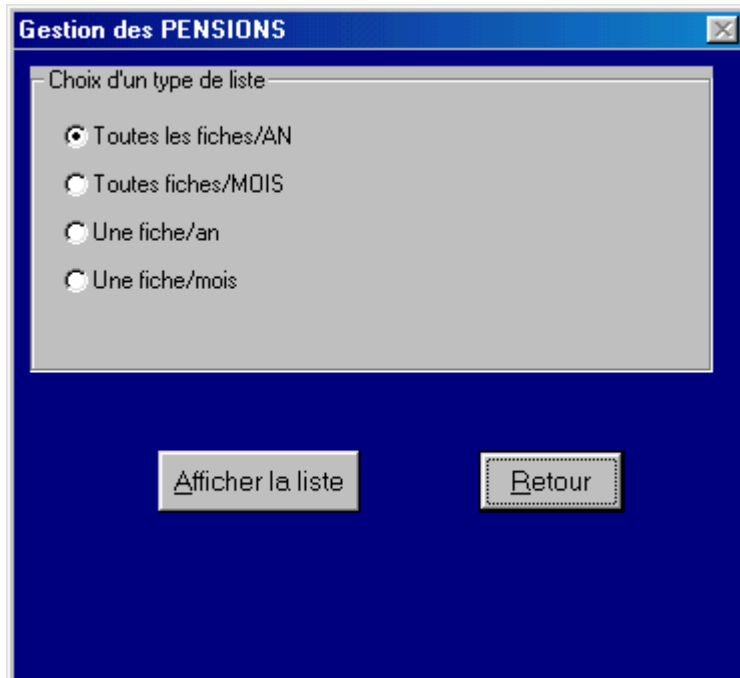 Gestion des PENSIONS
Choix d'un type de liste
Toutes les fiches/AN
Toutes fiches/MOIS
Une fiche/an
Une fiche/mois
Afficher la liste
Retour